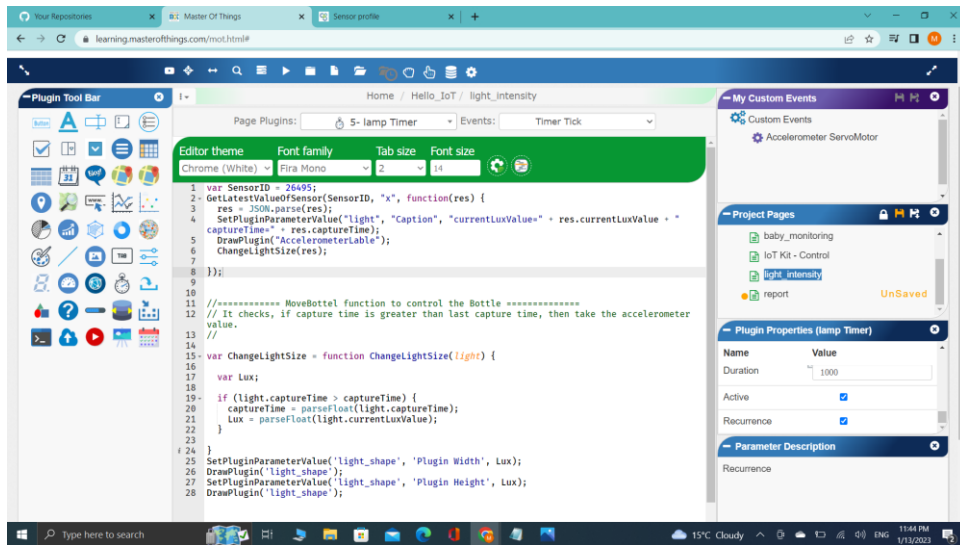 Your Repositories
Master Of Things
Sensor profile
learning.masterofthings.com/mot.html#
Plugin Tool Bar
Home / Hello_IoT / light_intensity
Page Plugins:
5- lamp Timer
Events:
Timer Tick
Editor theme
Font family
Tab size
Font size
Chrome (White)
Fira Mono
2
14
1 var SensorID = 26495;
2 GetLatestValueOfSensor(SensorID, "x", function(res) {
3 res = JSON.parse(res);
4 SetPluginParameterValue("light", "Caption", "currentLuxValue=" + res.currentLuxValue + "
captureTime=" + res.captureTime);
5 DrawPlugin("AccelerometerLable");
6 ChangeLightSize(res);
7
8 });
9
10
11 //============ MoveBottel function to control the Bottle ==============
12 // It checks, if capture time is greater than last capture time, then take the accelerometer
value.
13 //
14
15 var ChangeLightSize = function ChangeLightSize(light) {
16
17 var Lux;
18
19 if (light.captureTime > captureTime) {
20 captureTime = parseFloat(light.captureTime);
21 Lux = parseFloat(light.currentLuxValue);
22 }
23
24 }
25 SetPluginParameterValue('light_shape', 'Plugin Width', Lux);
26 DrawPlugin('light_shape');
27 SetPluginParameterValue('light_shape', 'Plugin Height', Lux);
28 DrawPlugin('light_shape');
My Custom Events
Custom Events
Accelerometer ServoMotor
Project Pages
baby_monitoring
IoT Kit - Control
light_intensity
report
UnSaved
Plugin Properties (lamp Timer)
Name
Value
Duration
1000
Active
Recurrence
Parameter Description
Recurrence
Type here to search
15°C Cloudy
ENG
11:44 PM
1/13/2023